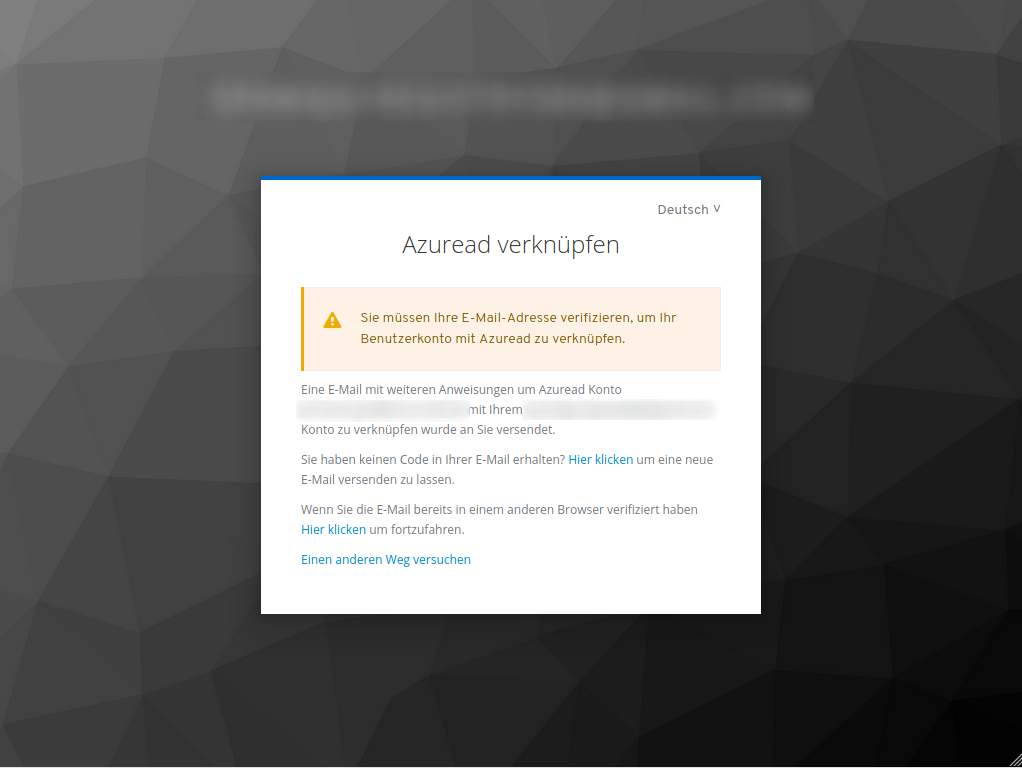 Deutsch
Azuread verknüpfen
Sie müssen Ihre E-Mail-Adresse verifizieren, um Ihr
Benutzerkonto mit Azuread zu verknüpfen.
Eine E-Mail mit weiteren Anweisungen um Azuread Konto
mit Ihrem
Konto zu verknüpfen wurde an Sie versendet.
Sie haben keinen Code in Ihrer E-Mail erhalten? Hier klicken um eine neue
E-Mail versenden zu lassen.
Wenn Sie die E-Mail bereits in einem anderen Browser verifiziert haben
Hier klicken um fortzufahren.
Einen anderen Weg versuchen